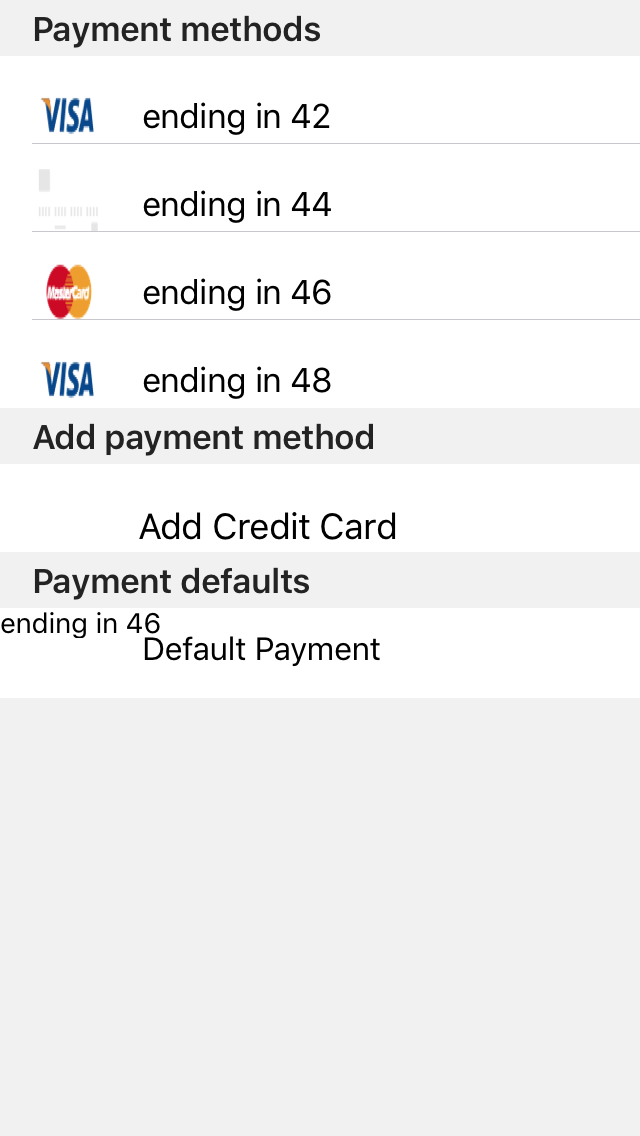 Payment methods
VISA ending in 42
ending in 44
MasterCard ending in 46
VISA ending in 48
Add payment method
Add Credit Card
Payment defaults
ending in 46
Default Payment